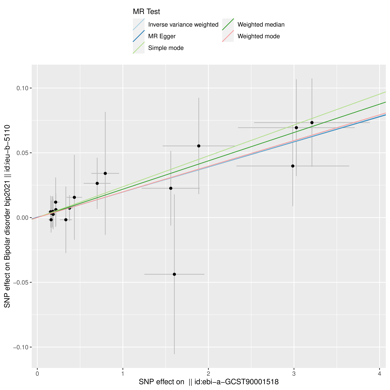 MR Test
Inverse variance weighted
Weighted median
MR Egger
Weighted mode
Simple mode
SNP effect on Bipolar disorder bip2021 || id:ieu-b-5110
0.10
0.05
0.00
−0.05
−0.10
0
1
2
3
4
SNP effect on || id:ebi-a-GCST90001518